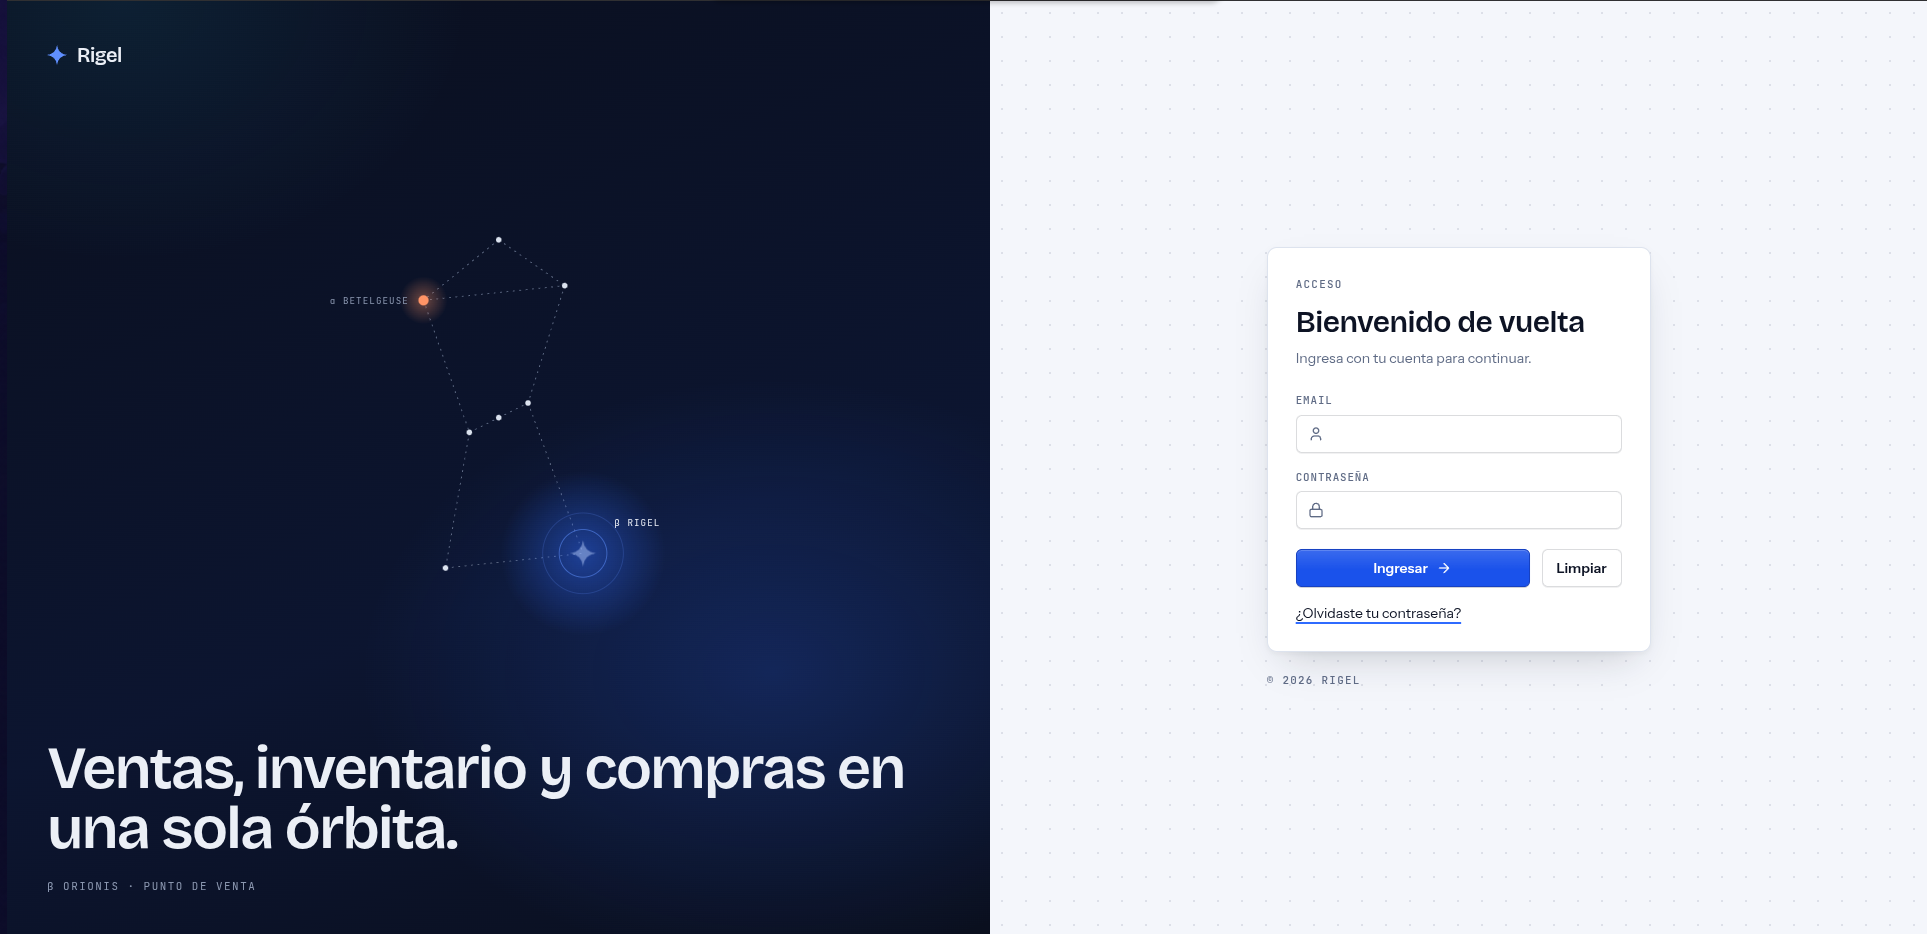 Rigel
α BETELGEUSE
β RIGEL
Ventas, inventario y compras en
una sola órbita.
β ORIONIS · PUNTO DE VENTA
ACCESO
Bienvenido de vuelta
Ingresa con tu cuenta para continuar.
EMAIL
CONTRASEÑA
Ingresar →
Limpiar
¿Olvidaste tu contraseña?
© 2026 RIGEL